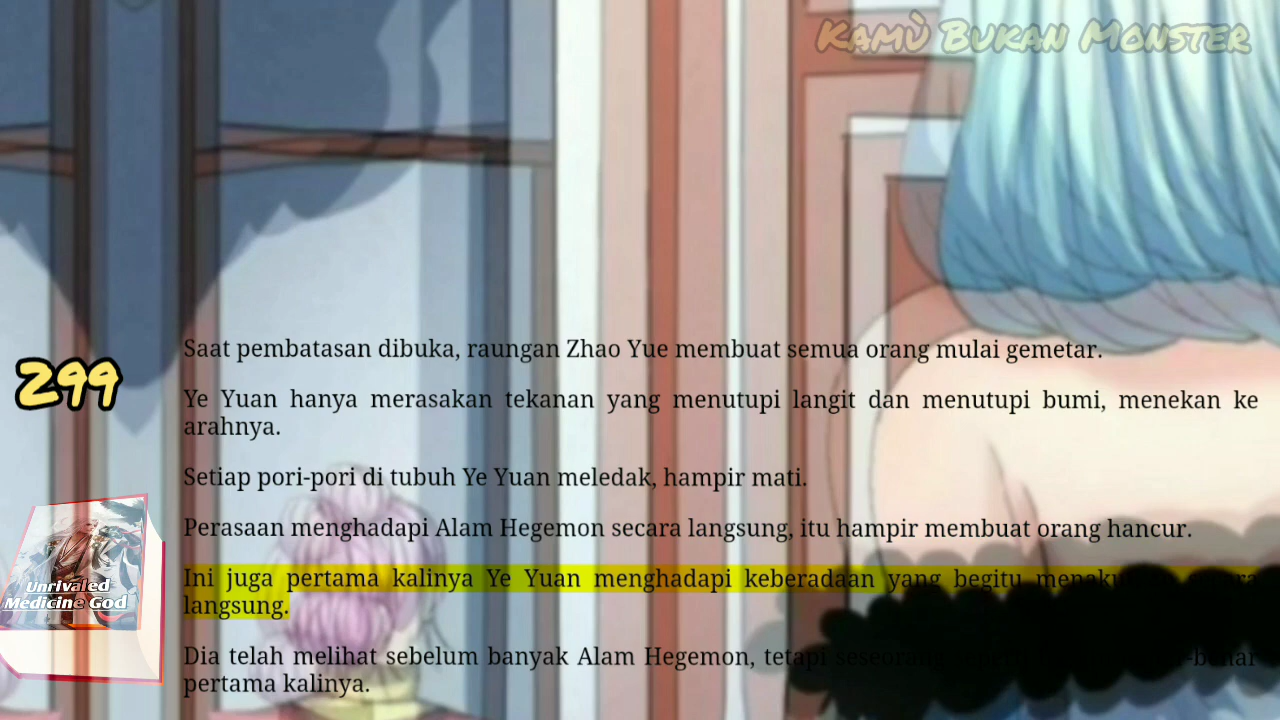 Kamù Bukan Monster
Saat pembatasan dibuka, raungan Zhao Yue membuat semua orang mulai gemetar.
299
Ye Yuan hanya merasakan tekanan yang menutupi langit dan menutupi bumi, menekan ke
arahnya.
Setiap pori-pori di tubuh Ye Yuan meledak, hampir mati.
Perasaan menghadapi Alam Hegemon secara langsung, itu hampir membuat orang hancur.
Unrivaled
Medicine God
Ini juga pertama kalinya Ye Yuan menghadapi keberadaan yang begitu
langsung.
Dia telah melihat sebelum banyak Alam Hegemon, tetapi seseorang
pertama kalinya.